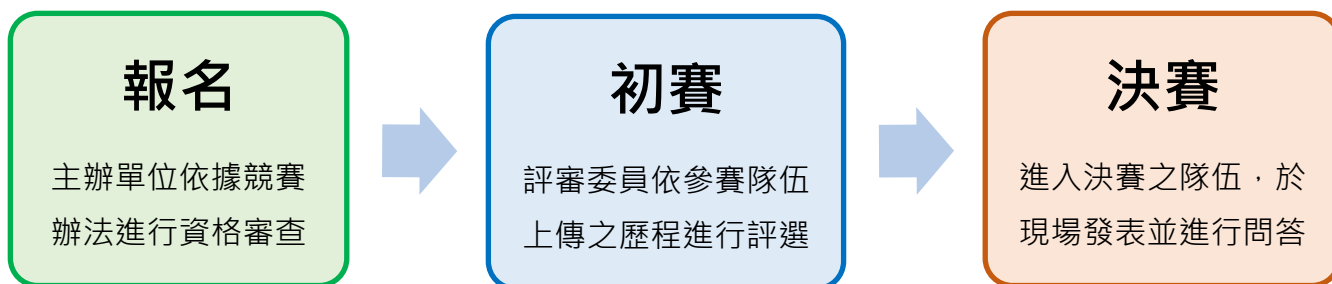 報名
主辦單位依據競賽
辦法進行資格審查
初賽
評審委員依參賽隊伍
上傳之歷程進行評選
決賽
進入決賽之隊伍，於
現場發表並進行問答